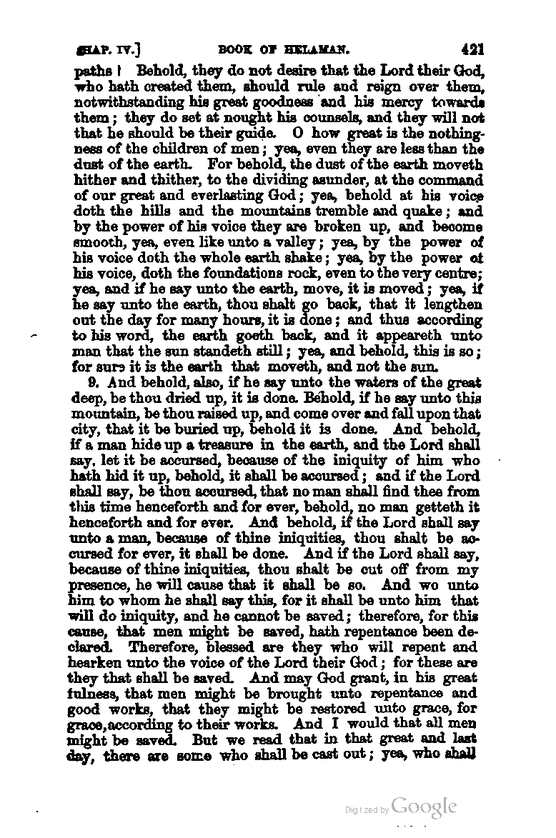 CHAP. IV.] BOOK OF HELAMAN. 421
paths ! Behold, they do not desire that the Lord their God,
who hath created them, should rule and reign over them,
notwithstanding his great goodness and his mercy towards
them ; they do set at nought his counsels, and they will not
that he should be their guide. O how great is the nothing-
ness of the children of men ; yea, even they are less than the
dust of the earth. For behold, the dust of the earth moveth
hither and thither, to the dividing asunder, at the command
of our great and everlasting God ; yea, behold at his voice
doth the hills and the mountains tremble and quake ; and
by the power of his voice they are broken up, and become
smooth, yea, even like unto a valley ; yea, by the power of
his voice doth the whole earth shake ; yea, by the power of
his voice, doth the foundations rock, even to the very centre;
yea, and if he say unto the earth, move, it is moved ; yea, if
he say unto the earth, thou shalt go back, that it lengthen
out the day for many hours, it is done ; and thus according
to his word, the earth goeth back, and it appeareth unto
man that the sun standeth still ; yea, and behold, this is so ;
for sure it is the earth that moveth, and not the sun.
9. And behold, also, if he say unto the waters of the great
deep, be thou dried up, it is done. Behold, if he say unto this
mountain, be thou raised up, and come over and fall upon that
city, that it be buried up, behold it is done. And behold,
if a man hide up a treasure in the earth, and the Lord shall
say, let it be accursed, because of the iniquity of him who
hath hid it up, behold, it shall be accursed ; and if the Lord
shall say, be thou accursed, that no man shall find thee from
this time henceforth and for ever, behold, no man getteth it
henceforth and for ever. And behold, if the Lord shall say
unto a man, because of thine iniquities, thou shalt be ac-
cursed for ever, it shall be done. And if the Lord shall say,
because of thine iniquities, thou shalt be cut off from my
presence, he will cause that it shall be so. And wo unto
him to whom he shall say this, for it shall be unto him that
will do iniquity, and he cannot be saved ; therefore, for this
cause, that men might be saved, hath repentance been de-
clared. Therefore, blessed are they who will repent and
hearken unto the voice of the Lord their God ; for these are
they that shall be saved. And may God grant, in his great
fulness, that men might be brought unto repentance and
good works, that they might be restored unto grace, for
grace, according to their works. And I would that all men
might be saved. But we read that in that great and last
day, there are some who shall be cast out ; yea, who shall
Digitized by Google